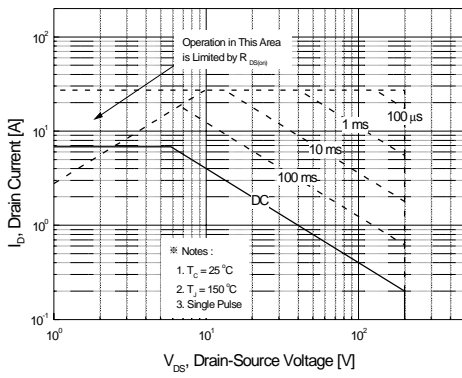 10²
Operation in This Area
is Limited by R DS(on)
10¹
100 µs
1 ms
10 ms
100 ms
DC
10⁰
※ Notes :
1. T_C = 25 °C
2. T_J = 150 °C
3. Single Pulse
10⁻¹
10⁰
10¹
10²
I_D, Drain Current [A]
V_DS, Drain-Source Voltage [V]